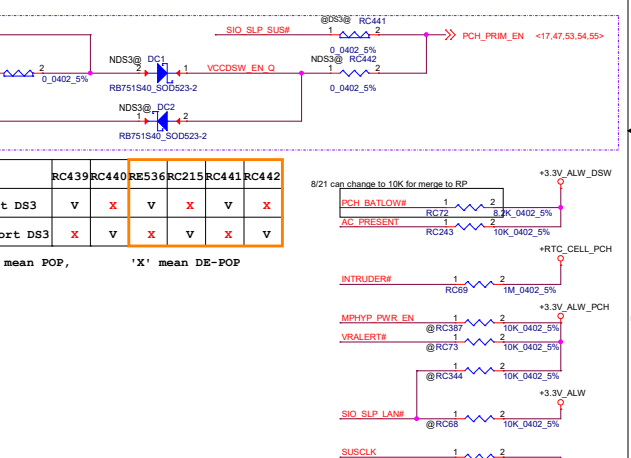 @DS3@ RC441
SIO_SLP_SUS# 1 2 PCH_PRIM_EN <17,47,53,54,55>
0_0402_5%
NDS3@ DC1 NDS3@ RC442
2 2 1 VCCDSW_EN_Q 1 2
0_0402_5% RB751S40_SOD523-2 0_0402_5%
NDS3@ DC2
1 2
RB751S40_SOD523-2
RC439 RC440 RE536 RC215 RC441 RC442
t DS3 V X V X V X
ort DS3 X V X V X V
mean POP, 'X' mean DE-POP
+3.3V_ALW_DSW
8/21 can change to 10K for merge to RP
PCH_BATLOW# 1 2
RC72 8.2K_0402_5%
AC_PRESENT 1 2
RC243 10K_0402_5%
+RTC_CELL_PCH
INTRUDER# 1 2
RC69 1M_0402_5%
+3.3V_ALW_PCH
MPHYP_PWR_EN 1 2
@RC387 10K_0402_5%
VRALERT# 1 2
@RC73 10K_0402_5%
1 2
@RC344 10K_0402_5%
+3.3V_ALW
SIO_SLP_LAN# 1 2
@RC68 10K_0402_5%
SUSCLK 1 2